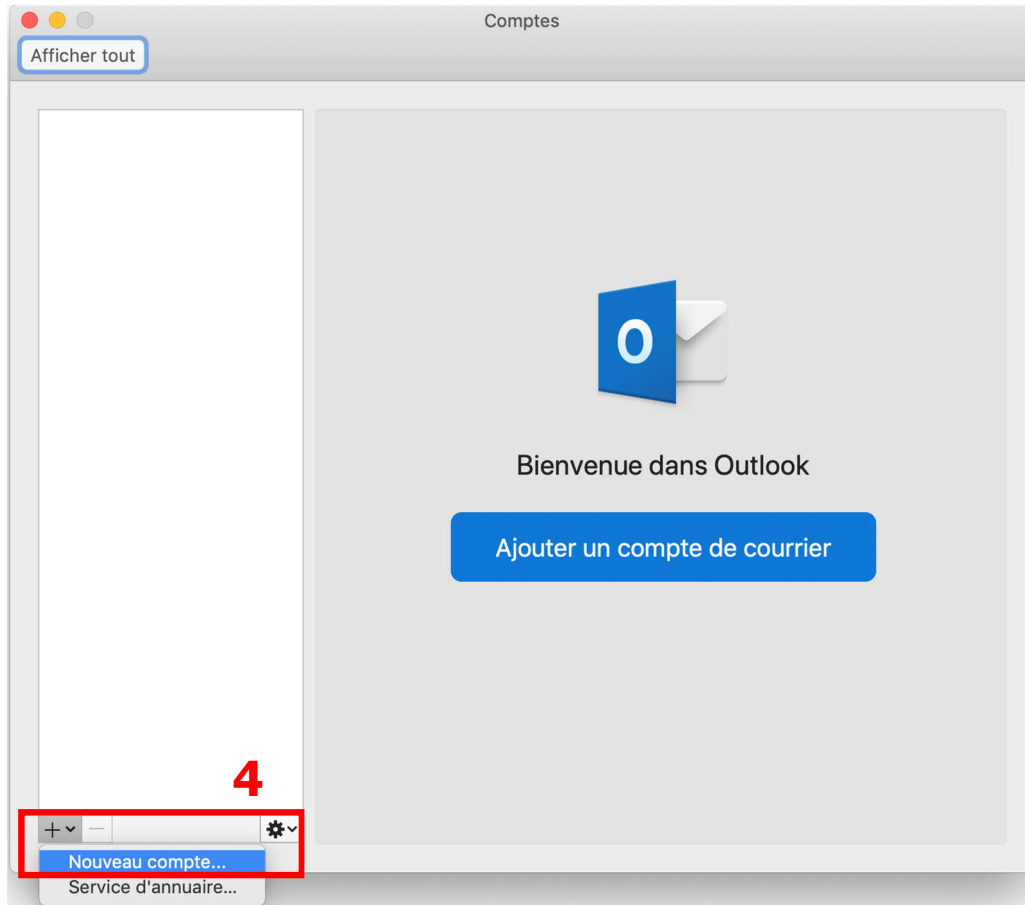 Comptes
Afficher tout
O
Bienvenue dans Outlook
Ajouter un compte de courrier
4
Nouveau compte...
Service d'annuaire...